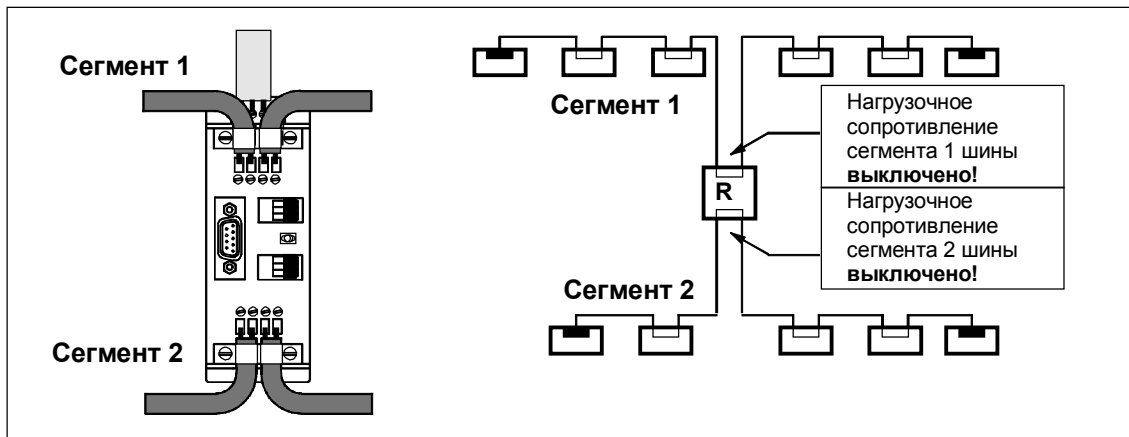 Сегмент 1
Сегмент 2
Сегмент 1
Нагрузочное
сопротивление
сегмента 1 шины
выключено!
R
Нагрузочное
сопротивление
сегмента 2 шины
выключено!
Сегмент 2